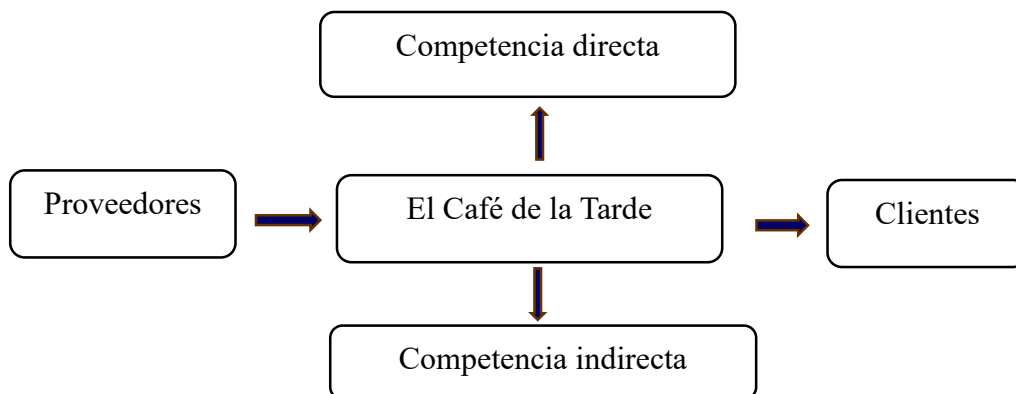 Competencia directa
Proveedores
El Café de la Tarde
Clientes
Competencia indirecta